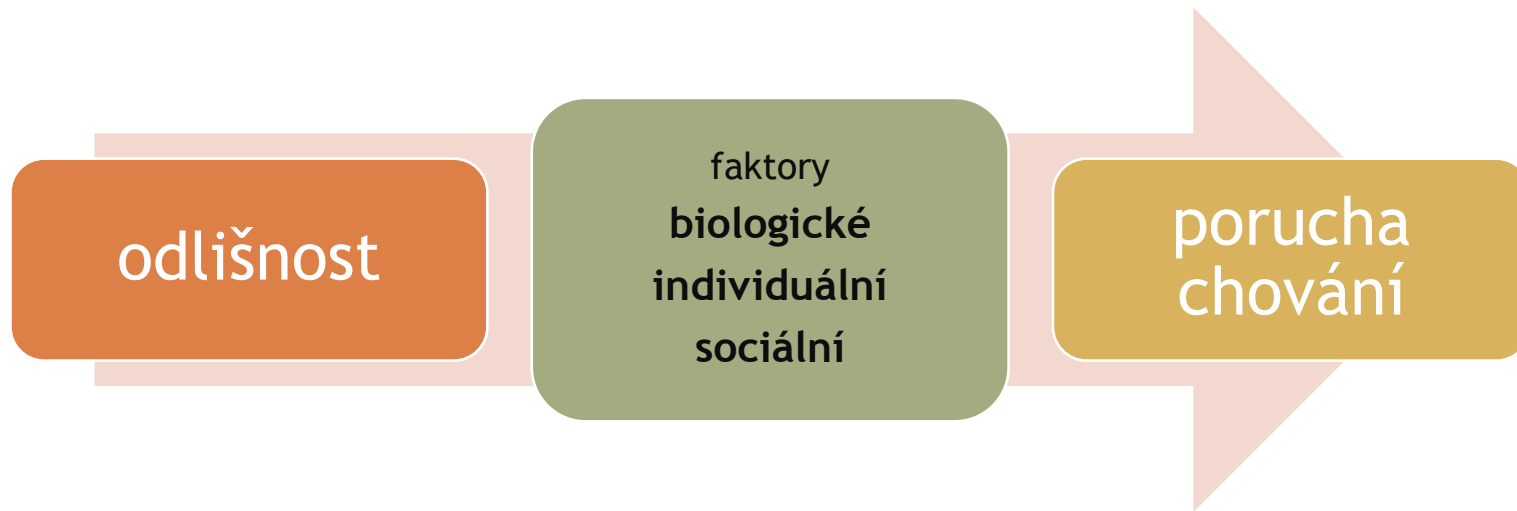 odlišnost
faktory
biologické
individuální
sociální
porucha
chování